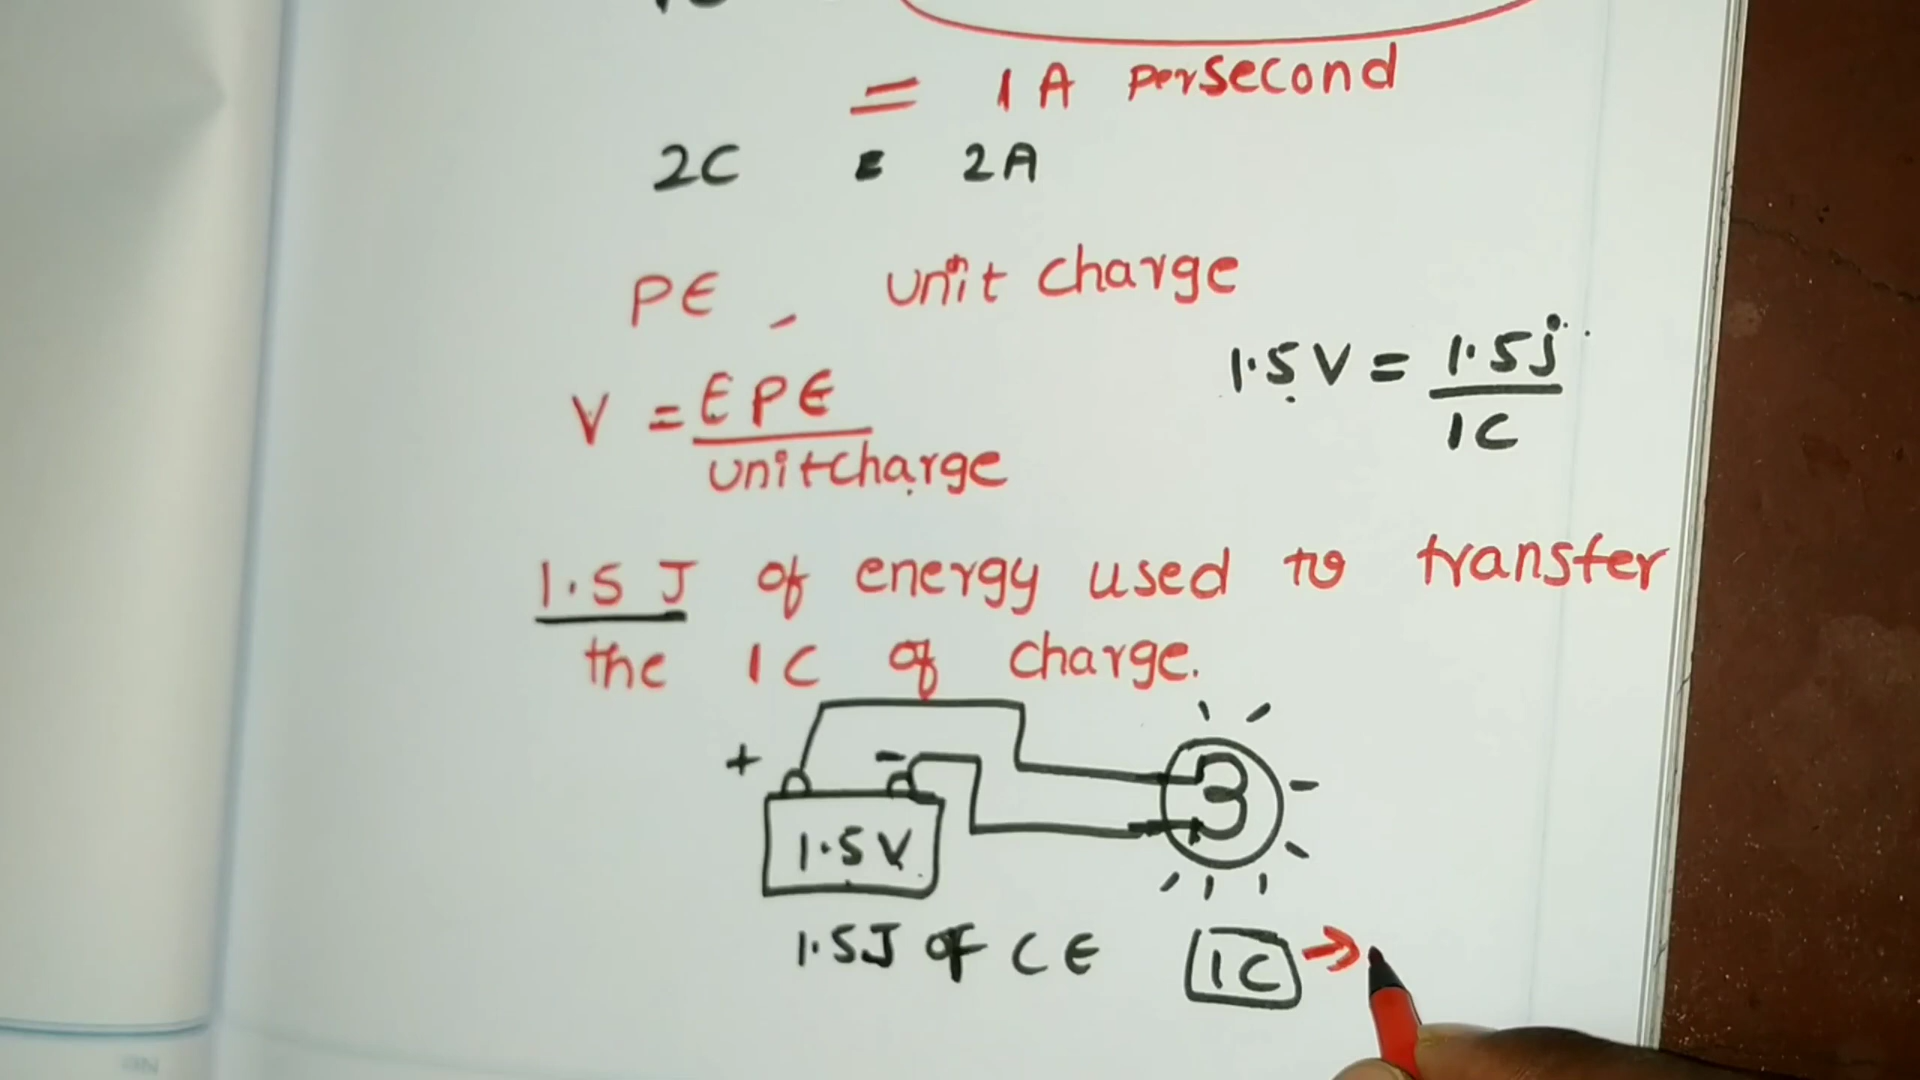 = 1A persecond
2C = 2A
PE - unit charge
1.5V = 1.5j
1C
V = EPE
unitcharge
1.5 J of energy used to transfer
the 1C of charge.
+ -
1.5V
1.5J of CE 1C →